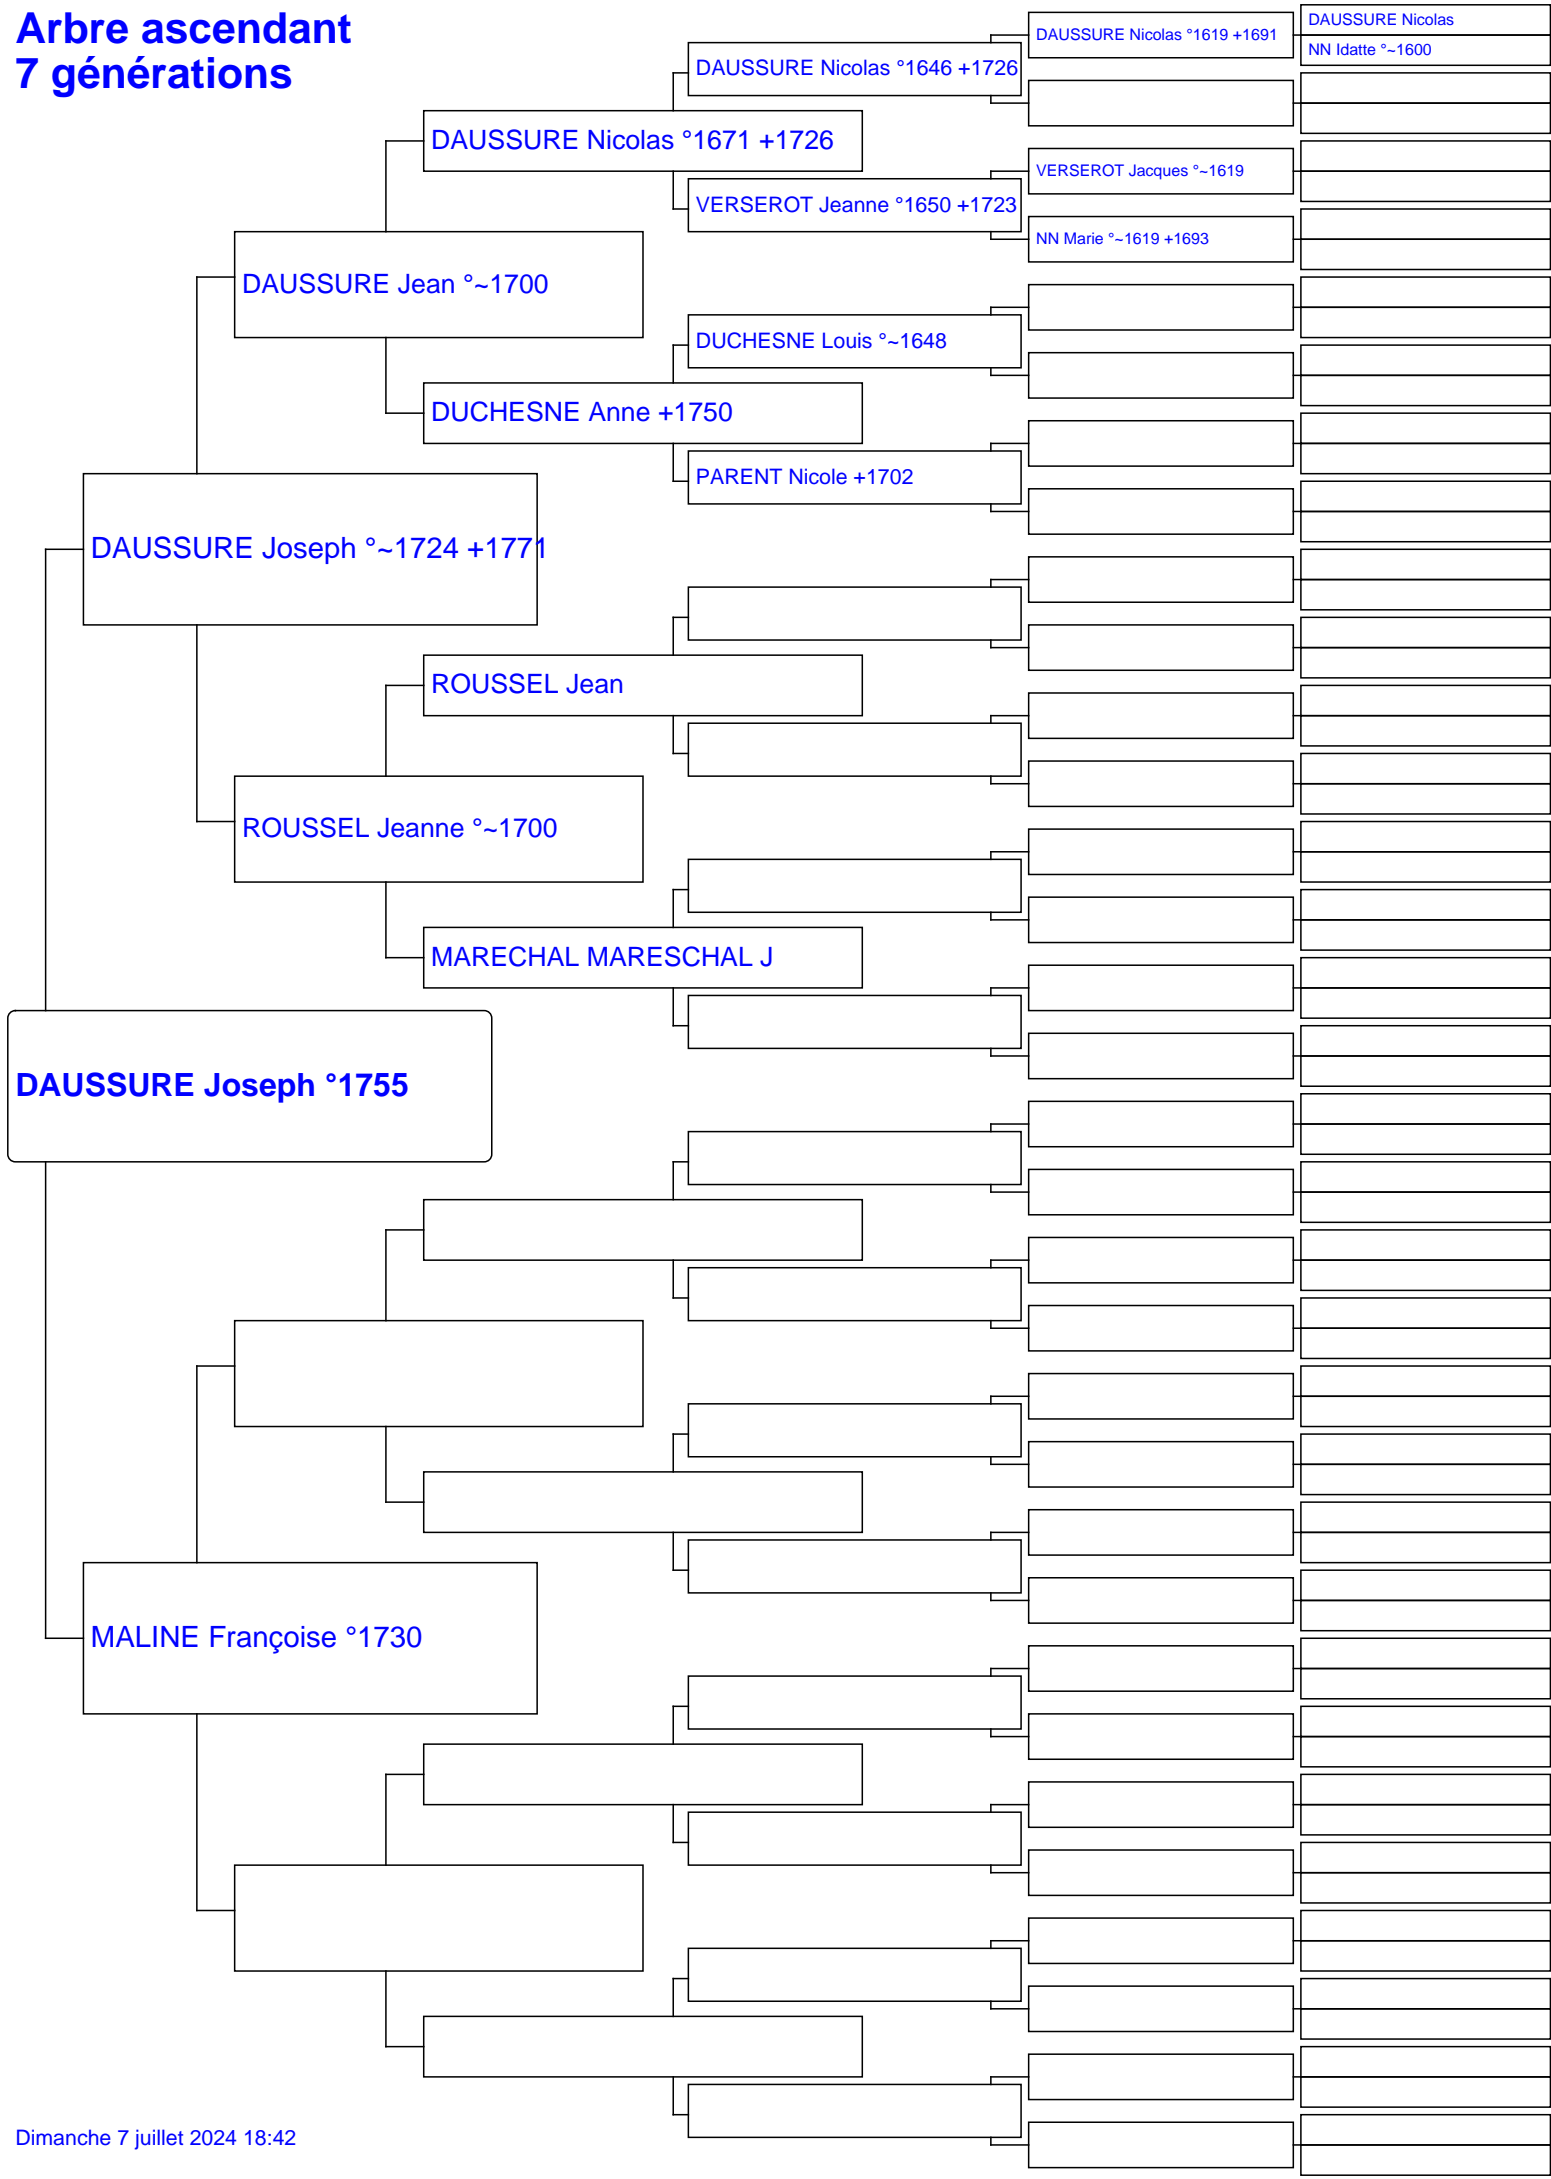 Arbre ascendant
7 générations
DAUSSURE Nicolas
DAUSSURE Nicolas °1619 +1691
NN Idatte °~1600
DAUSSURE Nicolas °1646 +1726
DAUSSURE Nicolas °1671 +1726
VERSEROT Jacques °~1619
VERSEROT Jeanne °1650 +1723
NN Marie °~1619 +1693
DAUSSURE Jean °~1700
DUCHESNE Louis °~1648
DUCHESNE Anne +1750
PARENT Nicole +1702
DAUSSURE Joseph °~1724 +1771
ROUSSEL Jean
ROUSSEL Jeanne °~1700
MARECHAL MARESCHAL J
DAUSSURE Joseph °1755
MALINE Françoise °1730
Dimanche 7 juillet 2024 18:42